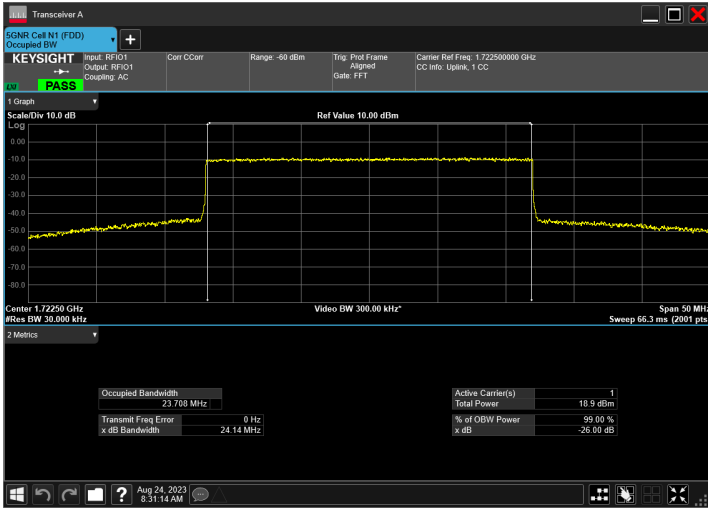 Transceiver A
5GNR Cell N1 (FDD)
Occupied BW
KEYSIGHT
LXI
PASS
Input: RFIO1
Output: RFIO1
Coupling: AC
Corr CCorr
Range: -60 dBm
Trig: Prot Frame
Aligned
Gate: FFT
Carrier Ref Freq: 1.722500000 GHz
CC Info: Uplink, 1 CC
1 Graph
Scale/Div 10.0 dB
Ref Value 10.00 dBm
Log
0.00
-10.0
-20.0
-30.0
-40.0
-50.0
-60.0
-70.0
-80.0
Center 1.72250 GHz
Video BW 300.00 kHz*
Span 50 MHz
#Res BW 30.000 kHz
Sweep 66.3 ms (2001 pts
2 Metrics
Occupied Bandwidth
23.708 MHz
Transmit Freq Error 0 Hz
x dB Bandwidth 24.14 MHz
Active Carrier(s) 1
Total Power 18.9 dBm
% of OBW Power 99.00 %
x dB -26.00 dB
Aug 24, 2023
8:31:14 AM